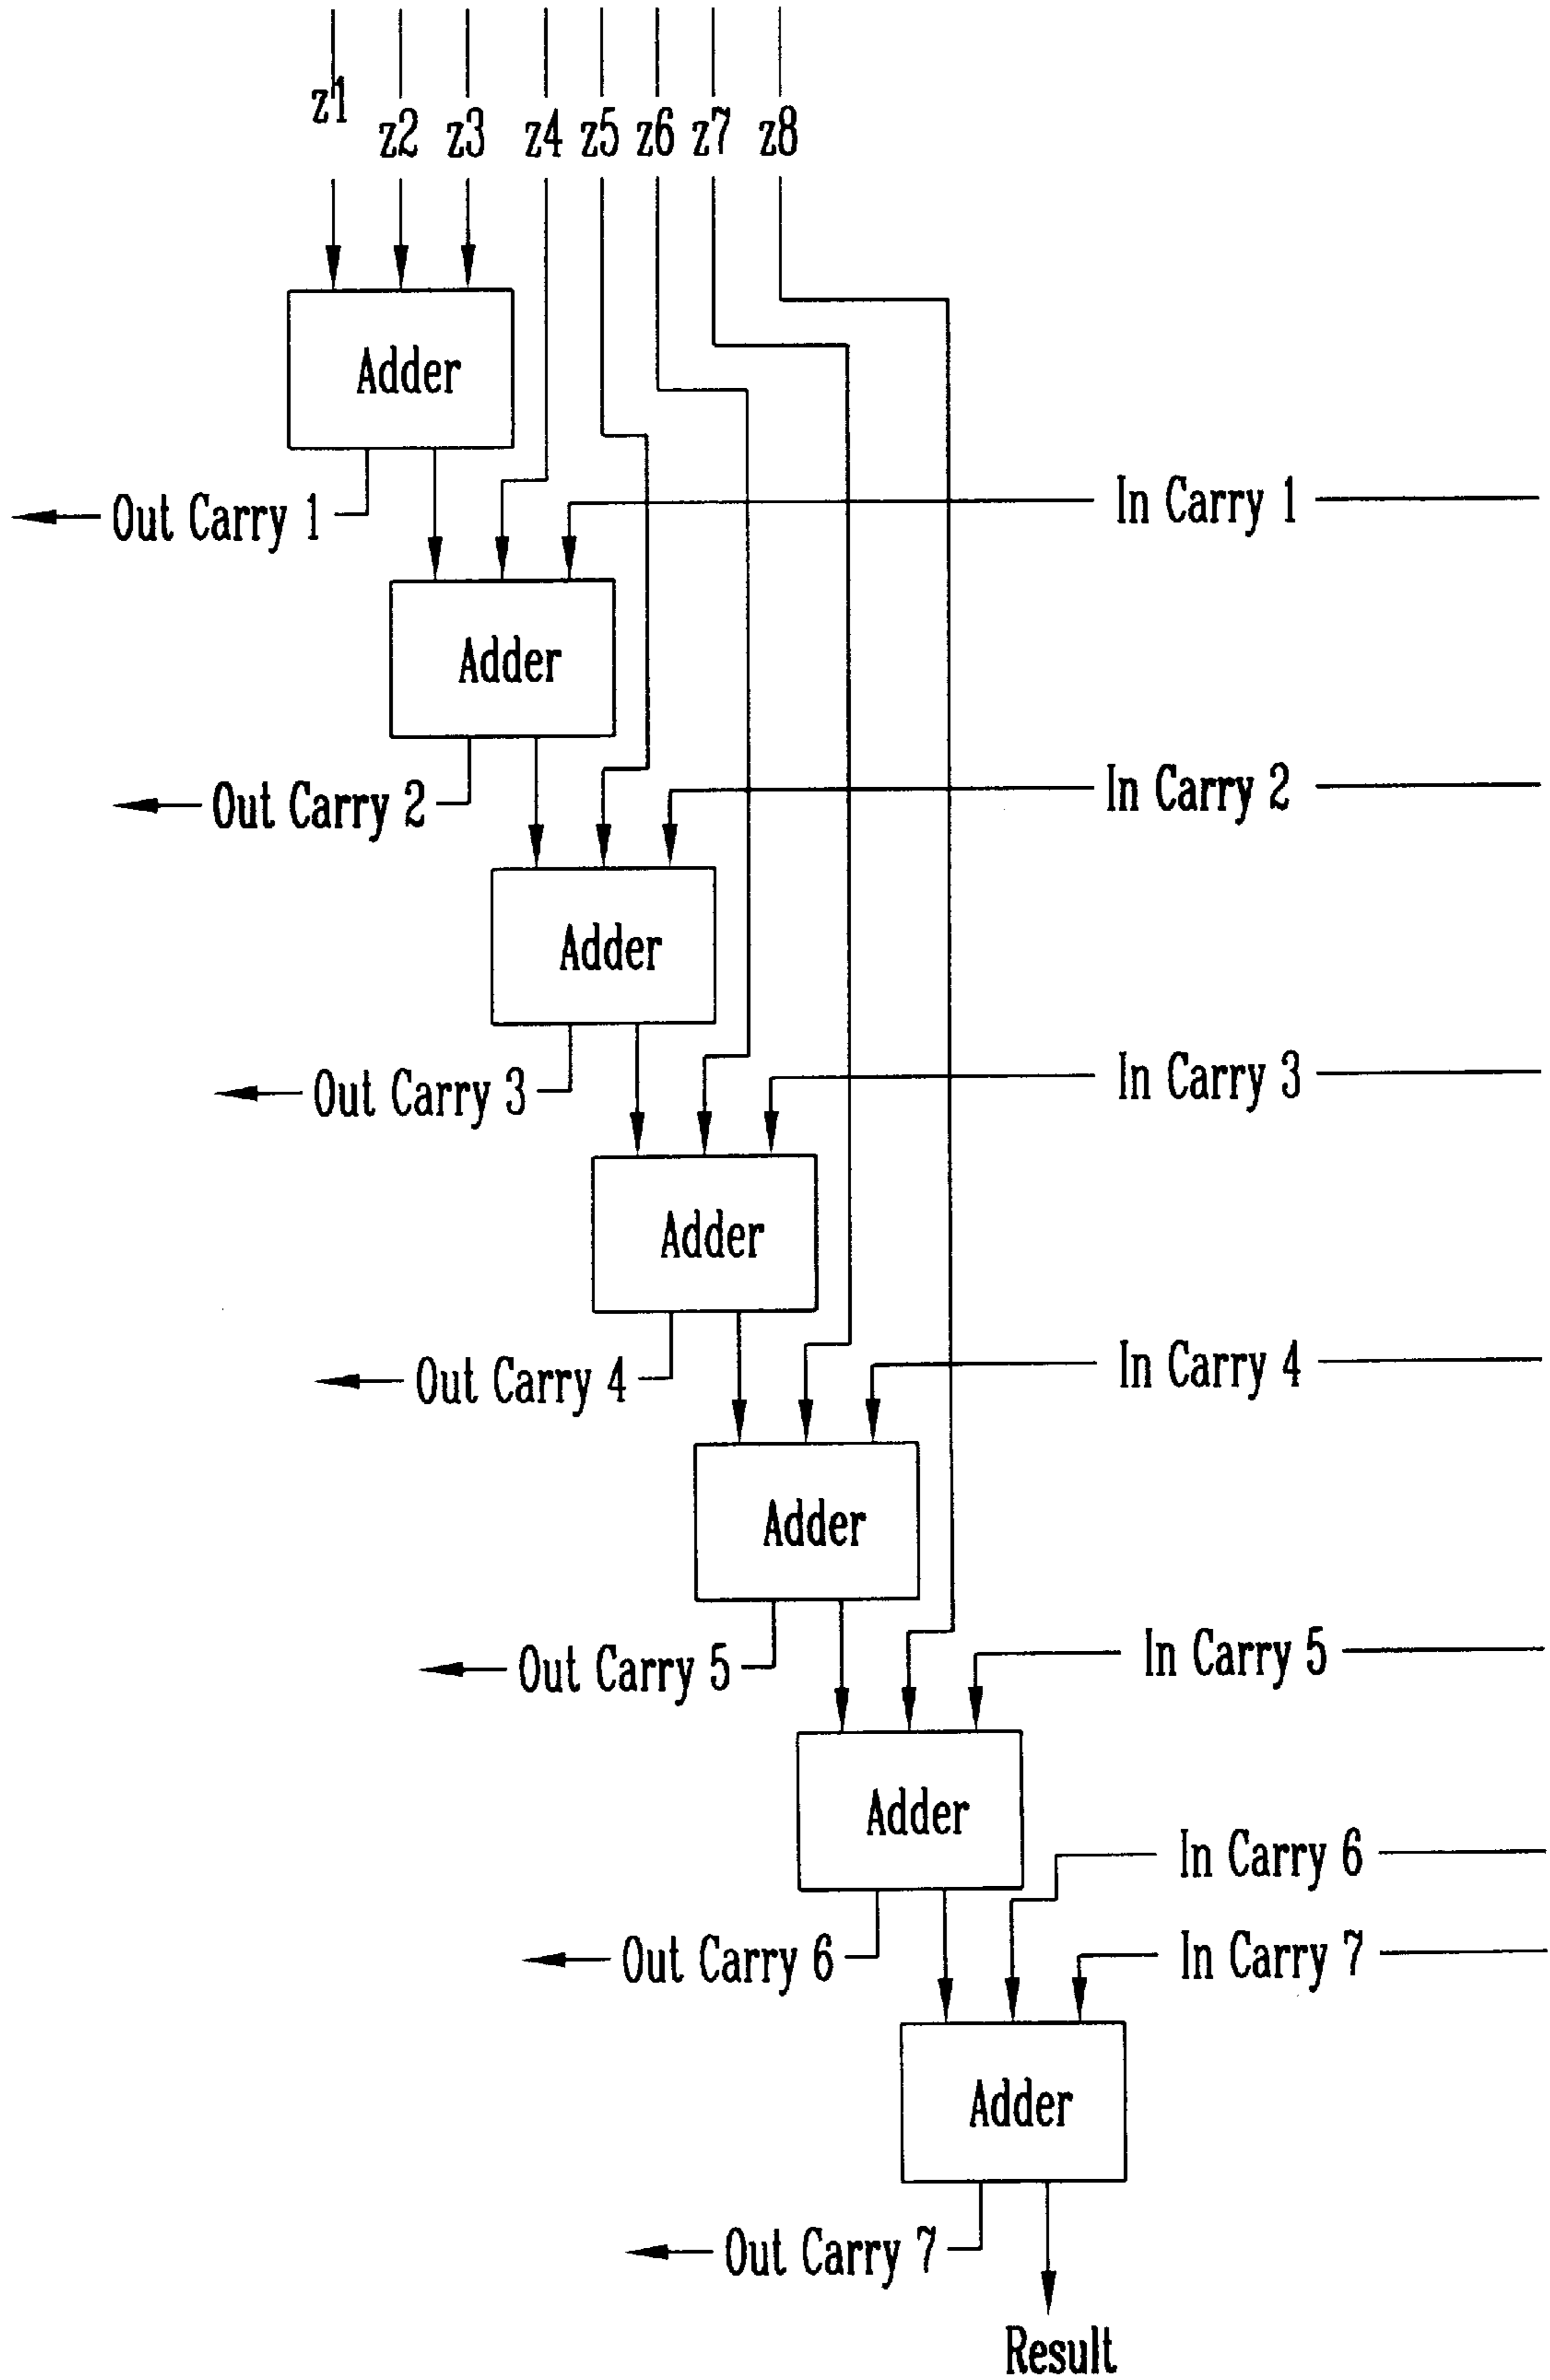 z1 z2 z3 z4 z5 z6 z7 z8
Adder
Out Carry 1
In Carry 1
Adder
Out Carry 2
In Carry 2
Adder
Out Carry 3
In Carry 3
Adder
Out Carry 4
In Carry 4
Adder
Out Carry 5
In Carry 5
Adder
In Carry 6
Out Carry 6
In Carry 7
Adder
Out Carry 7
Result